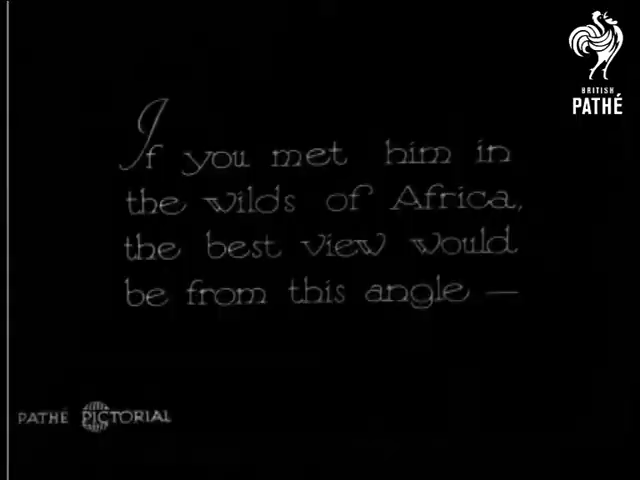 BRITISH
PATHÉ
If you met him in
the wilds of Africa,
the best view would
be from this angle —
PATHÉ PICTORIAL